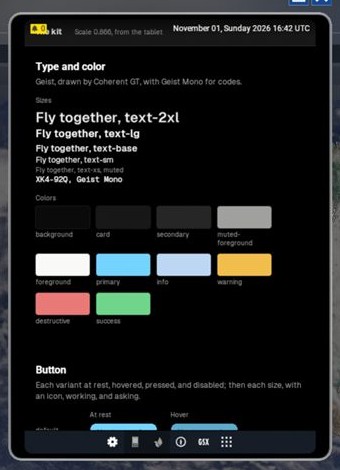 0
kit
Scale 0.866, from the tablet
November 01, Sunday 2026 16:42 UTC
Type and color
Geist, drawn by Coherent GT, with Geist Mono for codes.
Sizes
Fly together, text-2xl
Fly together, text-lg
Fly together, text-base
Fly together, text-sm
Fly together, text-xs, muted
XK4-92Q, Geist Mono
Colors
background
card
secondary
muted-
foreground
foreground
primary
info
warning
destructive
success
Button
Each variant at rest, hovered, pressed, and disabled; then each size, with
an icon, working, and asking.
At rest
Hover
default
GSX